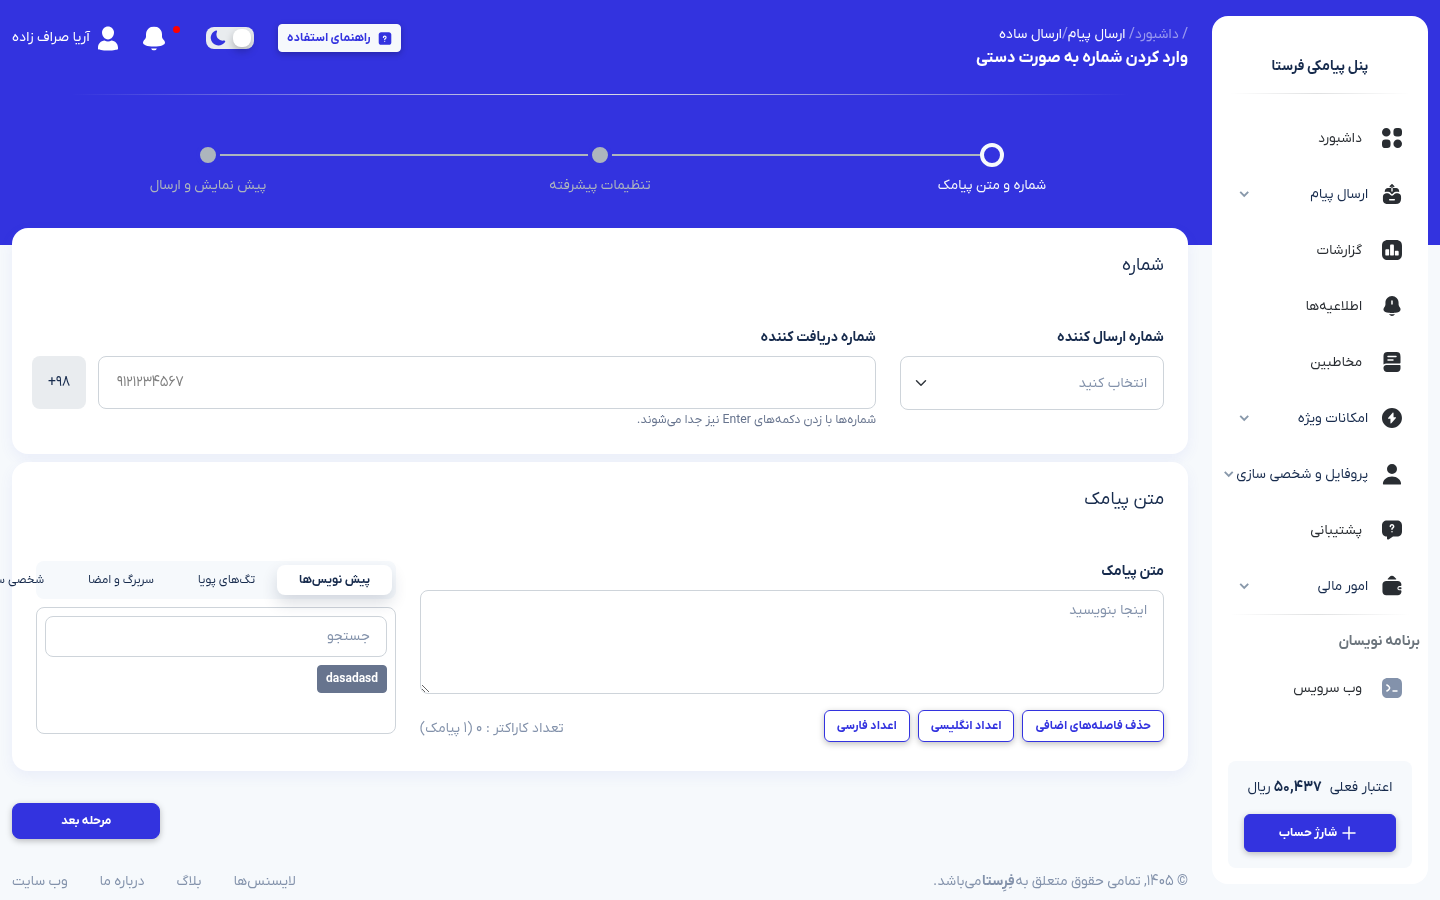 پنل پیامکی فرستا
داشبورد
ارسال پیام
گزارشات
اطلاعیه‌ها
مخاطبین
امکانات ویژه
پروفایل و شخصی سازی
پشتیبانی
امور مالی
برنامه نویسان
وب سرویس
اعتبار فعلی ۵۰,۴۳۷ ریال
شارژ حساب
/ داشبورد/ ارسال پیام/ارسال ساده
وارد کردن شماره به صورت دستی
راهنمای استفاده
آریا صراف زاده
شماره و متن پیامک
تنظیمات پیشرفته
پیش نمایش و ارسال
شماره
شماره ارسال کننده
شماره دریافت کننده
انتخاب کنید
۹۱۲۱۲۳۴۵۶۷
+۹۸
شماره‌ها با زدن دکمه‌های Enter نیز جدا می‌شوند.
متن پیامک
متن پیامک
اینجا بنویسید
حذف فاصله‌های اضافی
اعداد انگلیسی
اعداد فارسی
تعداد کاراکتر : ۰ (۱ پیامک)
پیش نویس‌ها
تگ‌های پویا
سربرگ و امضا
شخصی س
جستجو
dasadasd
مرحله بعد
© ۱۴۰۵, تمامی حقوق متعلق به فِرِستا می‌باشد.
لایسنس‌ها
بلاگ
درباره ما
وب سایت